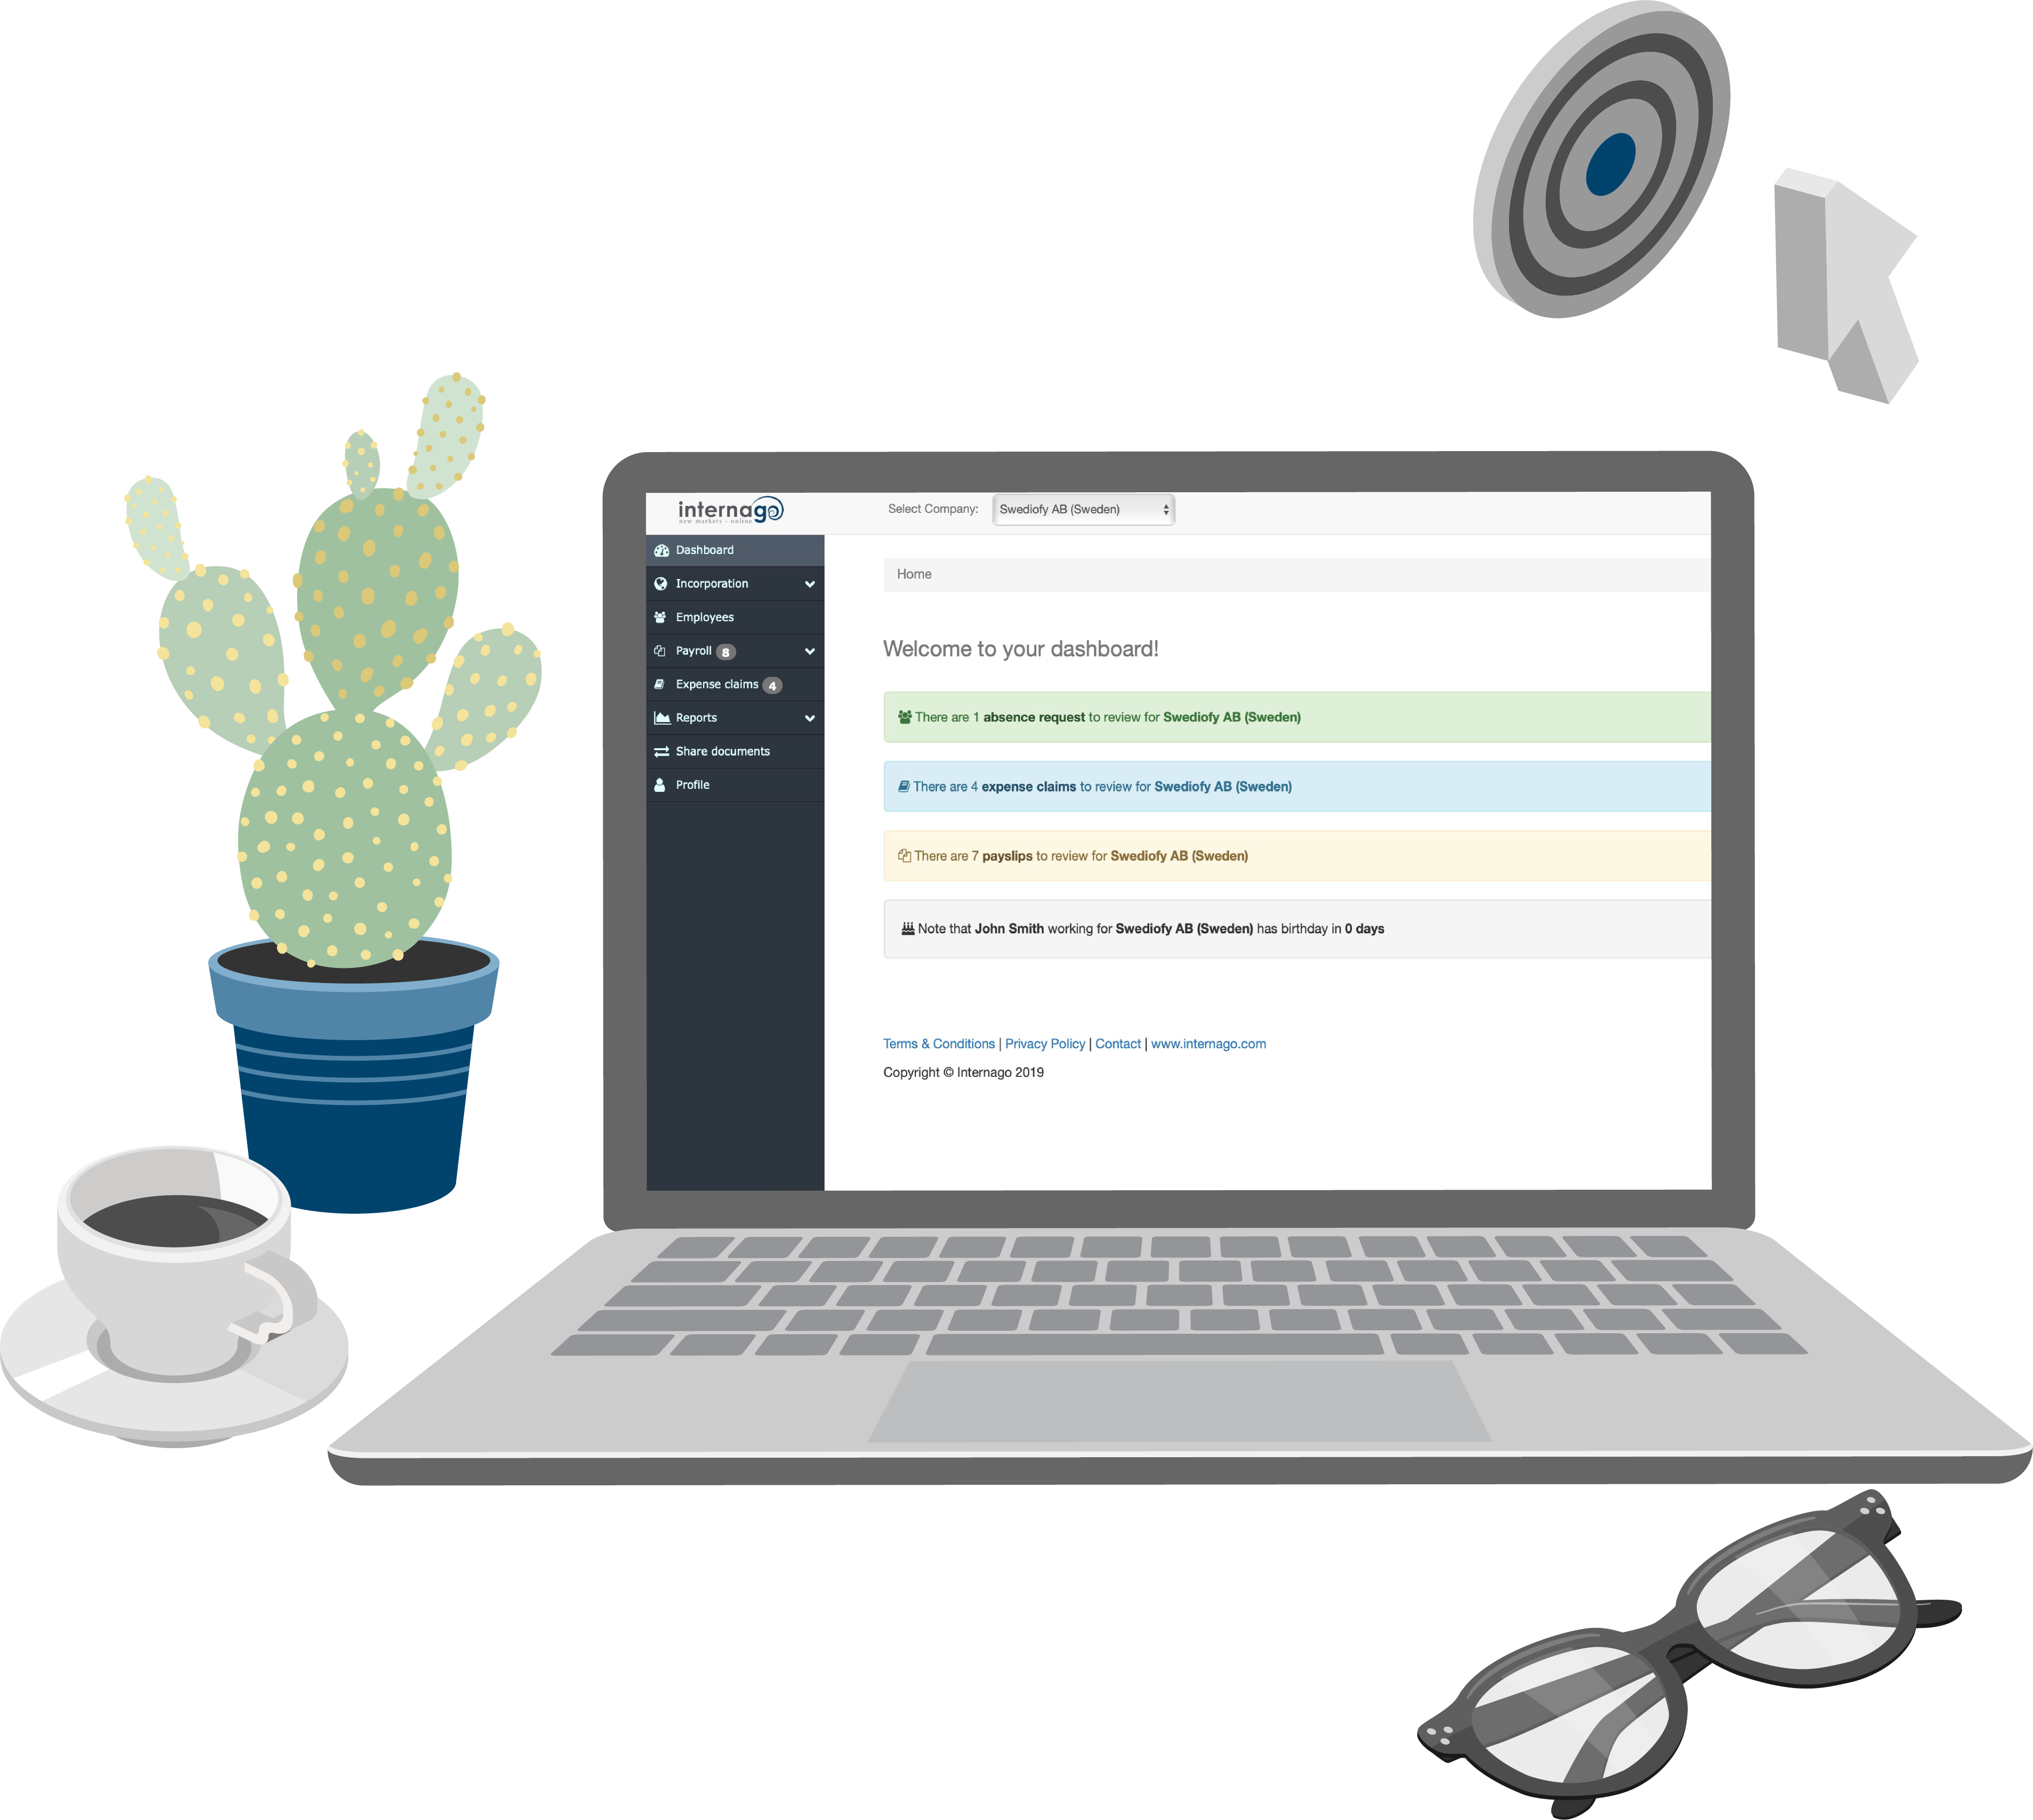 internago
new markets - online
Select Company: Swediofy AB (Sweden)
Dashboard
Incorporation
Employees
Payroll 8
Expense claims 4
Reports
Share documents
Profile
Home
Welcome to your dashboard!
There are 1 absence request to review for Swediofy AB (Sweden)
There are 4 expense claims to review for Swediofy AB (Sweden)
There are 7 payslips to review for Swediofy AB (Sweden)
Note that John Smith working for Swediofy AB (Sweden) has birthday in 0 days
Terms & Conditions | Privacy Policy | Contact | www.internago.com
Copyright © Internago 2019